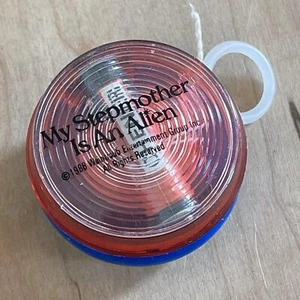 My Stepmother
Is An Alien
©1988 Weintraub Entertainment Group Inc.
All Rights Reserved